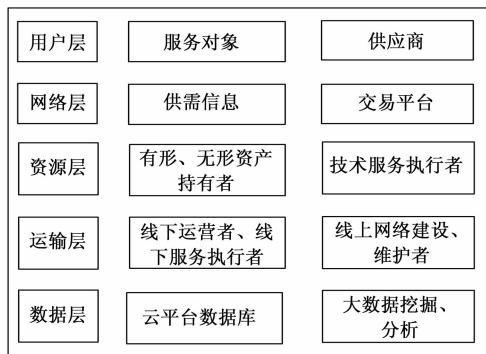 用户层
服务对象
供应商
网络层
供需信息
交易平台
资源层
有形、无形资产
持有者
技术服务执行者
运输层
线下运营者、线
下服务执行者
线上网络建设、
维护者
数据层
云平台数据库
大数据挖掘、
分析